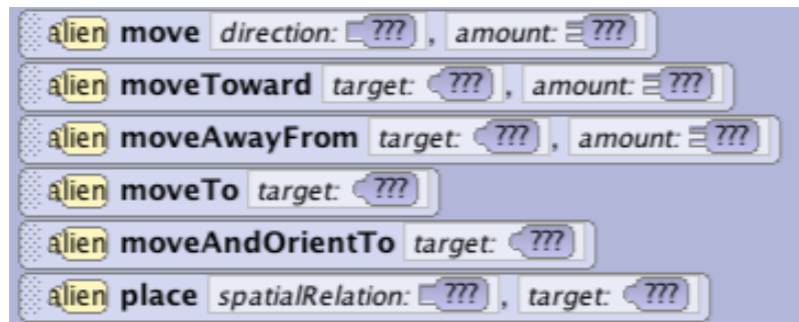 alien move direction: ???, amount: ???
alien moveToward target: ???, amount: ???
alien moveAwayFrom target: ???, amount: ???
alien moveTo target: ???
alien moveAndOrientTo target: ???
alien place spatialRelation: ???, target: ???